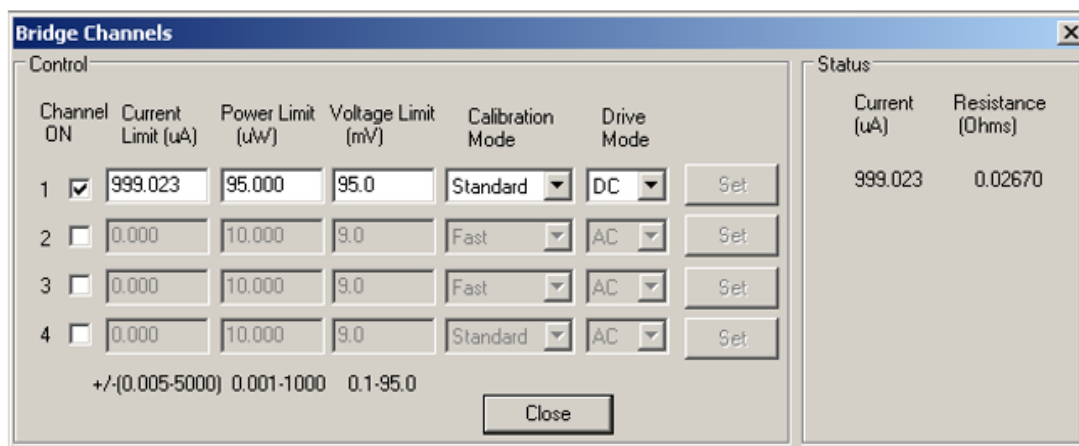 Bridge Channels
Control
Status
Channel ON Current Limit (uA) Power Limit (uW) Voltage Limit (mV) Calibration Mode Drive Mode
Current (uA) Resistance (Ohms)
1 999.023 95.000 95.0 Standard DC Set
999.023 0.02670
2 0.000 10.000 9.0 Fast AC Set
3 0.000 10.000 9.0 Fast AC Set
4 0.000 10.000 9.0 Standard AC Set
+/-(0.005-5000) 0.001-1000 0.1-95.0
Close